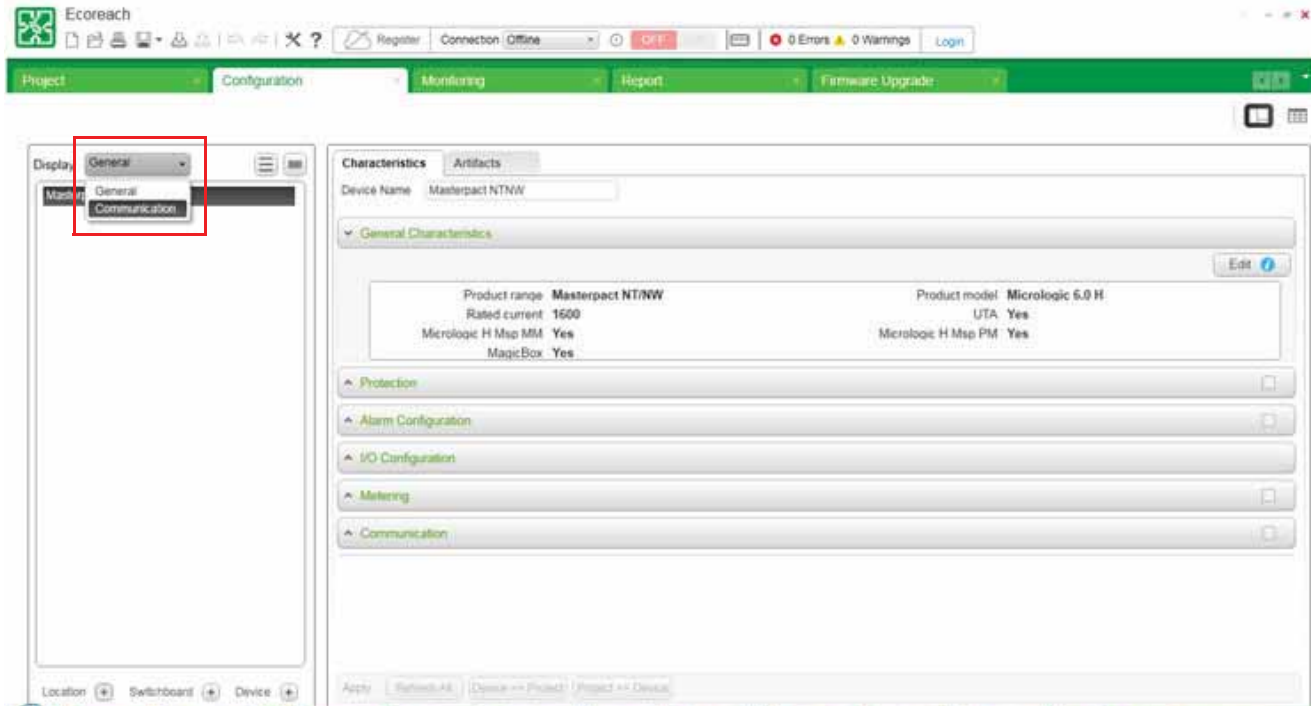 Ecoreach
Register Connection Offline OFF 0 Errors 0 Warnings Login
Project Configuration Monitoring Report Firmware Upgrade
Display General
General
Communication
Characteristics Artifacts
Device Name Masterpact NTNW
General Characteristics
Edit
Product range Masterpact NT/NW Product model Micrologic 6.0 H
Rated current 1600 UTA Yes
Micrologic H Msp MM Yes Micrologic H Msp PM Yes
MagicBox Yes
Protection
Alarm Configuration
I/O Configuration
Metering
Communication
Location Switchboard Device
Apply Refresh All Device >> Project Project >> Device